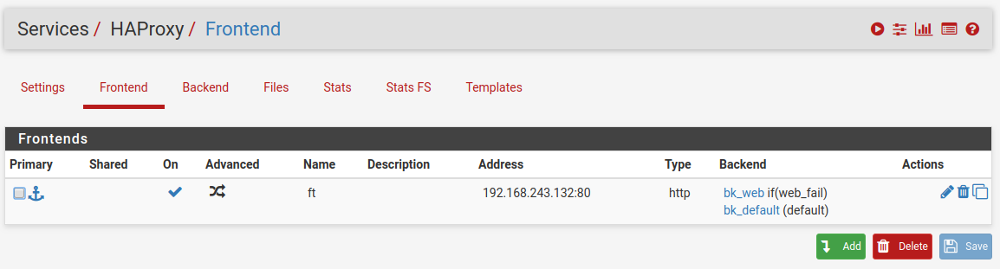 Services / HAProxy / Frontend
Settings Frontend Backend Files Stats Stats FS Templates
Frontends
Primary Shared On Advanced Name Description Address Type Backend Actions
ft 192.168.243.132:80 http bk_web if(web_fail)
bk_default (default)
Add Delete Save